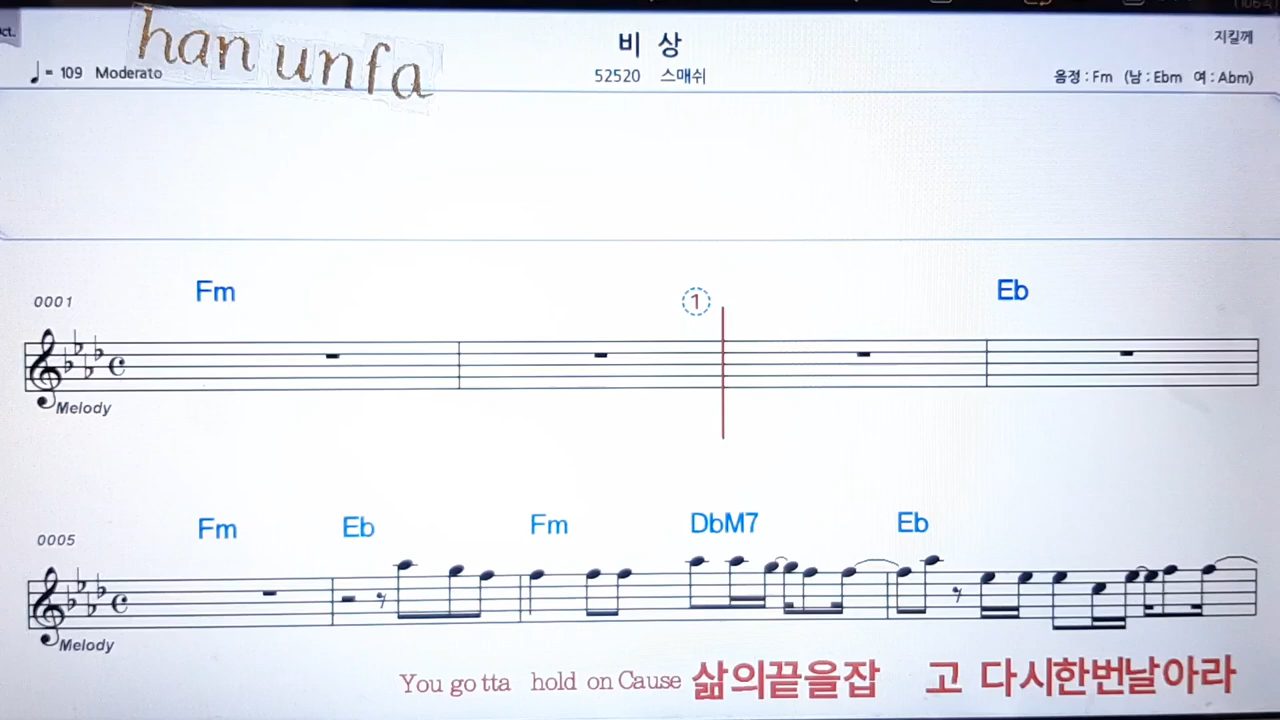 ct.
han unfa
비 상
지킬께
♩= 109 Moderato
52520 스매쉬
음정 : Fm (남 : Ebm 여 : Abm)
0001
Fm
1
Eb
Melody
0005
Fm Eb Fm DbM7 Eb
Melody
You gotta hold on Cause 삶의끝을잡 고 다시한번날아라